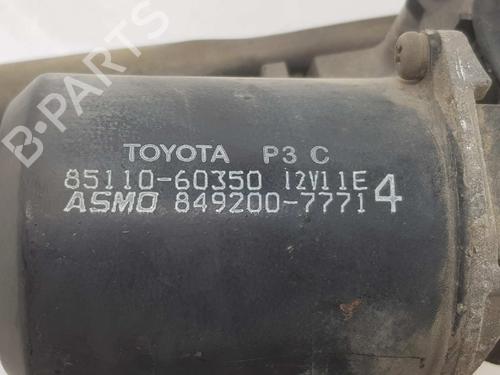 B-PARTS
TOYOTA P3 C
85110-60350 12V11E
ASMO 849200-7771 4